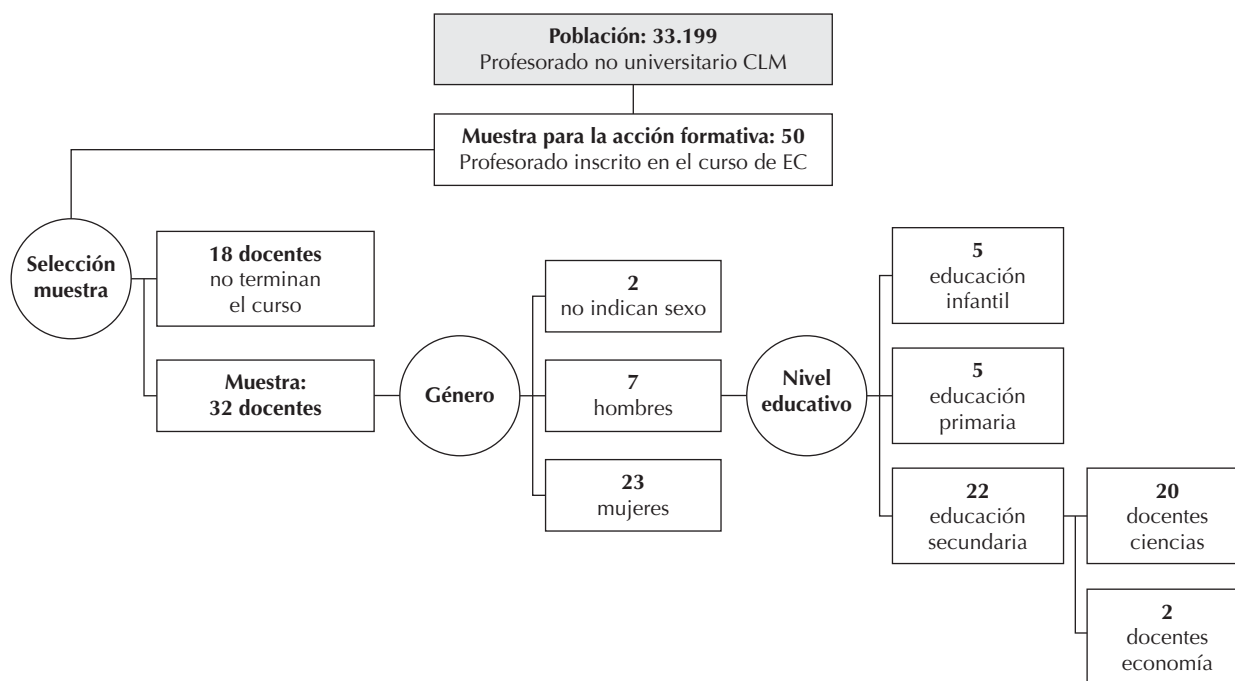 Población: 33.199
Profesorado no universitario CLM
Muestra para la acción formativa: 50
Profesorado inscrito en el curso de EC
Selección
muestra
18 docentes
no terminan
el curso
Muestra:
32 docentes
Género
2
no indican sexo
7
hombres
23
mujeres
Nivel
educativo
5
educación
infantil
5
educación
primaria
22
educación
secundaria
20
docentes
ciencias
2
docentes
economía